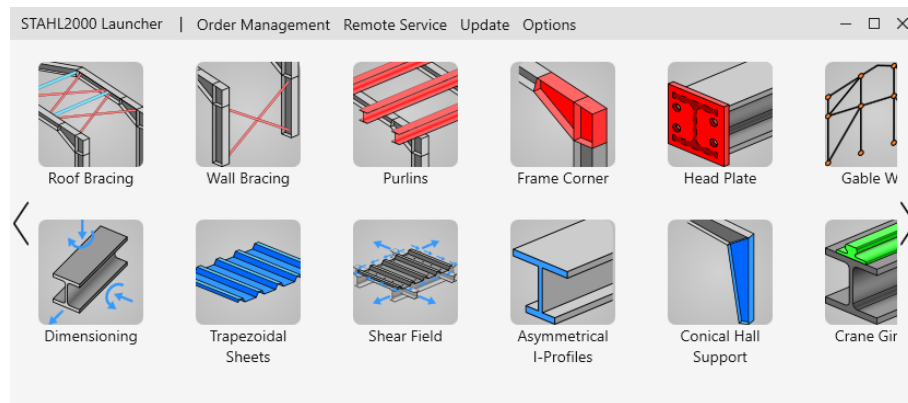 STAHL2000 Launcher | Order Management Remote Service Update Options
Roof Bracing
Wall Bracing
Purlins
Frame Corner
Head Plate
Gable W
Dimensioning
Trapezoidal
Sheets
Shear Field
Asymmetrical
I-Profiles
Conical Hall
Support
Crane Gir